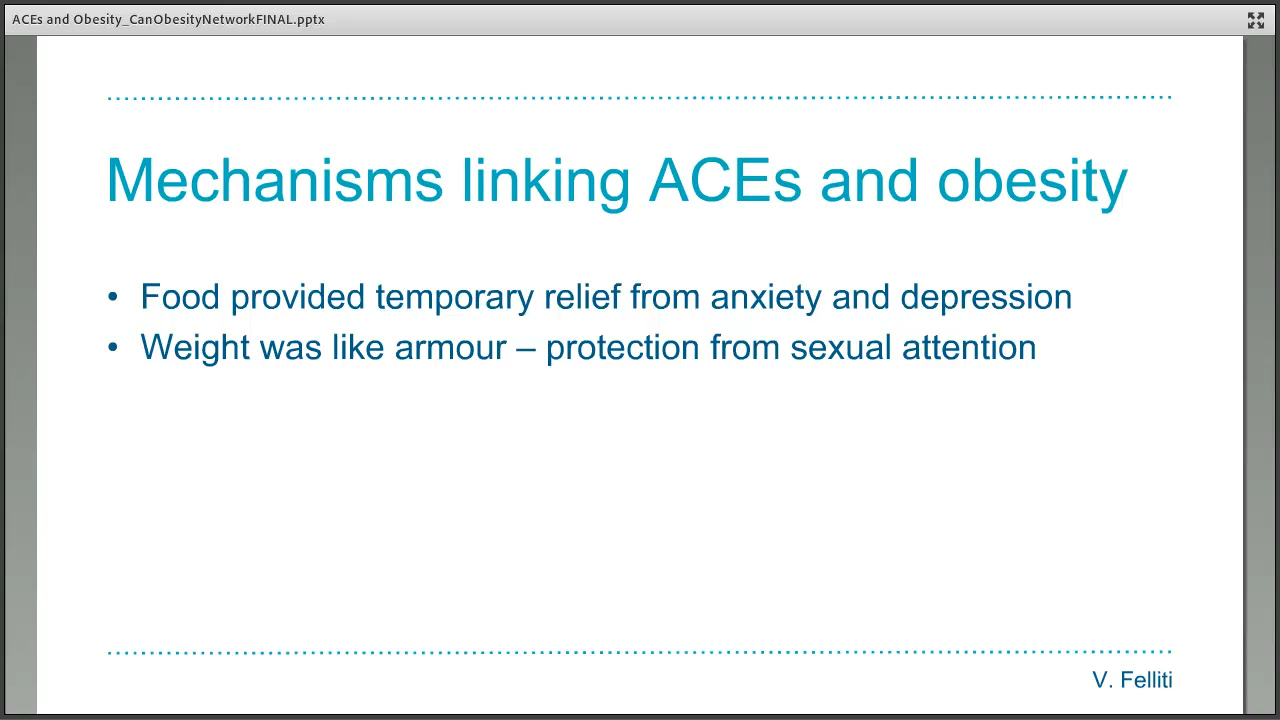 ACEs and Obesity_CanObesityNetworkFINAL.pptx
Mechanisms linking ACEs and obesity
• Food provided temporary relief from anxiety and depression
• Weight was like armour – protection from sexual attention
V. Felliti